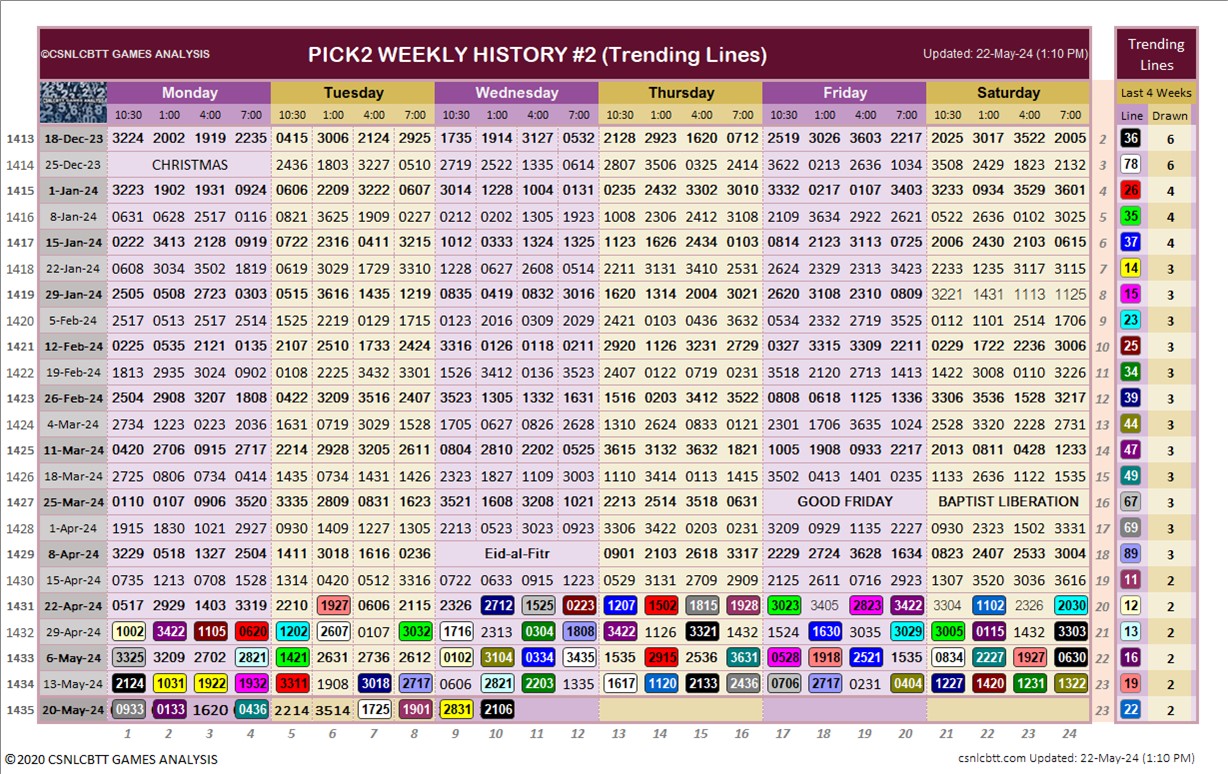 ©CSNLCBTT GAMES ANALYSIS PICK2 WEEKLY HISTORY #2 (Trending Lines) Updated: 22-May-24 (1:10 PM) Trending Lines
Monday Tuesday Wednesday Thursday Friday Saturday Last 4 Weeks
10:30 1:00 4:00 7:00 10:30 1:00 4:00 7:00 10:30 1:00 4:00 7:00 10:30 1:00 4:00 7:00 10:30 1:00 4:00 7:00 10:30 1:00 4:00 7:00 Line Drawn
1413 18-Dec-23 3224 2002 1919 2235 0415 3006 2124 2925 1735 1914 3127 0532 2128 2923 1620 0712 2519 3026 3603 2217 2025 3017 3522 2005 2 36 6
1414 25-Dec-23 CHRISTMAS 2436 1803 3227 0510 2719 2522 1335 0614 2807 3506 0325 2414 3622 0213 2636 1034 3508 2429 1823 2132 3 78 6
1415 1-Jan-24 3223 1902 1931 0924 0606 2209 3222 0607 3014 1228 1004 0131 0235 2432 3302 3010 3332 0217 0107 3403 3233 0934 3529 3601 4 26 4
1416 8-Jan-24 0631 0628 2517 0116 0821 3625 1909 0227 0212 0202 1305 1923 1008 2306 2412 3108 2109 3634 2922 2621 0522 2636 0102 3025 5 35 4
1417 15-Jan-24 0222 3413 2128 0919 0722 2316 0411 3215 1012 0333 1324 1325 1123 1626 2434 0103 0814 2123 3113 0725 2006 2430 2103 0615 6 37 4
1418 22-Jan-24 0608 3034 3502 1819 0619 3029 1729 3310 1228 0627 2608 0514 2211 3131 3410 2531 2624 2329 2313 3423 2233 1235 3117 3115 7 14 3
1419 29-Jan-24 2505 0508 2723 0303 0515 3616 1435 1219 0835 0419 0832 3016 1620 1314 2004 3021 2620 3108 2310 0809 3221 1431 1113 1125 8 15 3
1420 5-Feb-24 2517 0513 2517 2514 1525 2219 0129 1715 0123 2016 0309 2029 2421 0103 0436 3632 0534 2332 2719 3525 0112 1101 2514 1706 9 23 3
1421 12-Feb-24 0225 0535 2121 0135 2107 2510 1733 2424 3316 0126 0118 0211 2920 1126 3231 2729 0327 3315 3309 2211 0229 1722 2236 3006 10 25 3
1422 19-Feb-24 1813 2935 3024 0902 0108 2225 3432 3301 1526 3412 0136 3523 2407 0122 0719 0231 3518 2120 2713 1413 1422 3008 0110 3226 11 34 3
1423 26-Feb-24 2504 2908 3207 1808 0422 3209 3516 2407 3523 1305 1332 1631 1516 0203 3412 3522 0808 0618 1125 1336 3306 3536 1528 3217 12 39 3
1424 4-Mar-24 2734 1223 0223 2036 1631 0719 3029 1528 1705 0627 0826 2628 1310 2624 0833 0121 2301 1706 3635 1024 2528 3320 2228 2731 13 44 3
1425 11-Mar-24 0420 2706 0915 2717 2214 2928 3205 2611 0804 2810 2202 0525 3615 3132 3632 1821 1005 1908 0933 2217 2013 0811 0428 1233 14 47 3
1426 18-Mar-24 2725 0806 0734 0414 1435 0734 1431 1424 2323 1827 1109 3003 1110 3414 3414 1415 3502 0413 1401 0235 1133 2636 1122 1535 15 49 3
1427 25-Mar-24 0110 0107 0906 3520 3335 2809 0831 1623 3521 1608 3208 1021 2213 2514 3518 0631 GOOD FRIDAY BAPTIST LIBERATION 16 67 3
1428 1-Apr-24 1915 1830 1021 2927 0930 1409 1227 1305 2213 0523 3023 0923 3306 3422 0203 0231 3209 0929 1135 2227 0930 2323 1502 3331 17 69 3
1429 8-Apr-24 3229 0518 1327 2504 1411 3018 1616 0236 Eid-al-Fitr 0901 2103 2618 3317 2229 2724 3628 1634 0823 2407 2533 3004 18 89 3
1430 15-Apr-24 0735 1213 0708 1528 1314 0420 0512 3316 0722 0633 0915 1223 0529 3131 2709 2909 2125 2611 0716 2923 1307 3520 3036 3616 19 11 2
1431 22-Apr-24 0517 2929 1403 3319 2210 1927 0606 2115 2326 2712 1525 0223 1207 1502 1815 1928 3023 3405 2823 3422 3304 1102 2326 2030 20 12 2
1432 29-Apr-24 1002 3422 1105 0620 1202 2607 0107 3032 1716 2313 0304 1808 3422 1126 3321 1432 1524 1630 3035 3029 3005 0115 1432 3303 21 13 2
1433 6-May-24 3325 3209 2702 2821 1421 2631 2736 2612 0102 3104 0334 3435 1535 2915 2536 3631 0528 1918 2521 1535 0834 2227 1927 0630 22 16 2
1434 13-May-24 2124 1031 1922 1932 3311 1908 3018 2717 0606 2821 2203 1335 1617 1120 2133 2436 0706 2717 0231 0404 1227 1420 1231 1322 23 19 2
1435 20-May-24 0933 0133 1620 0436 2214 3514 1725 1901 2831 2106 23 22 2
1 2 3 4 5 6 7 8 9 10 11 12 13 14 15 16 17 18 19 20 21 22 23 24
©2020 CSNLCBTT GAMES ANALYSIS csnlcbtt.com Updated: 22-May-24 (1:10 PM)